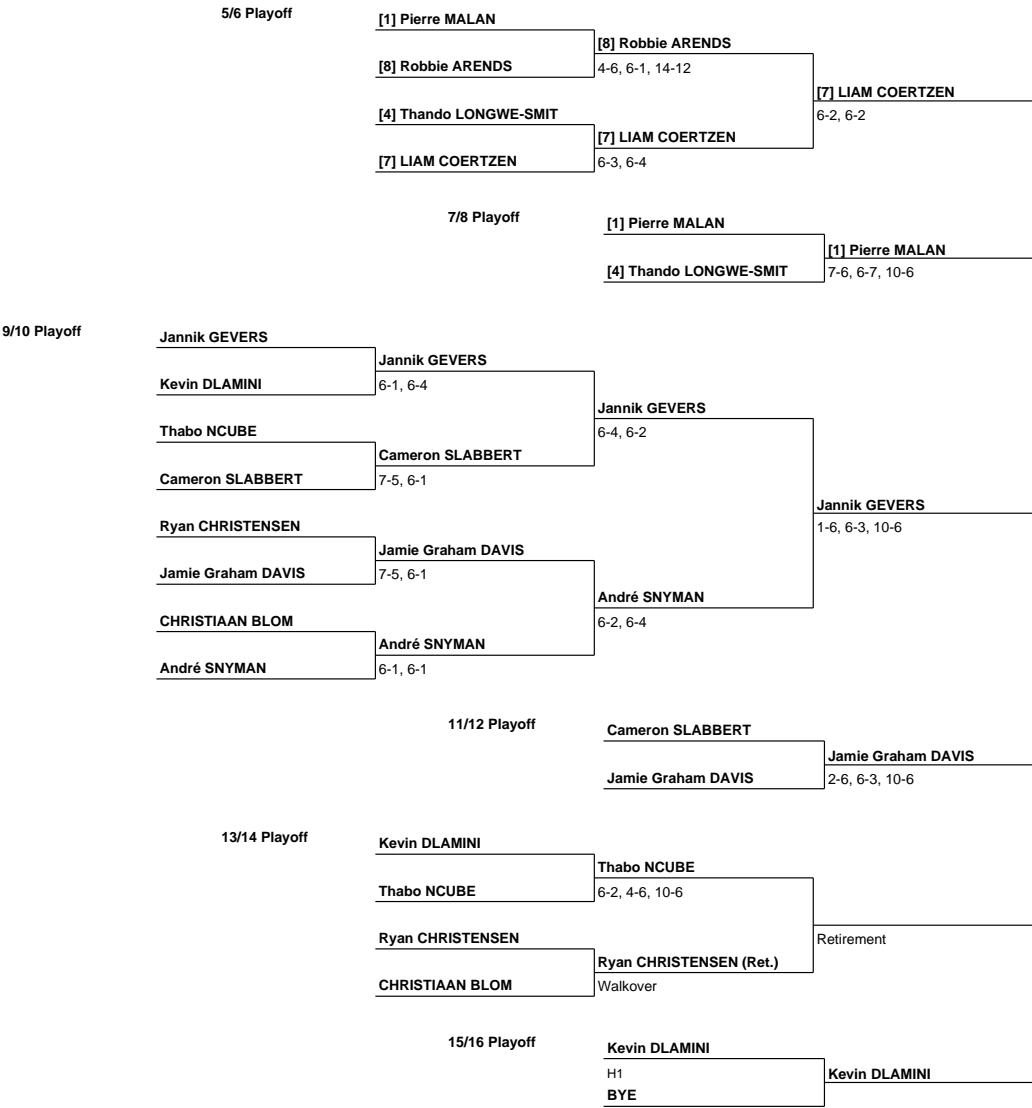 5/6 Playoff
[1] Pierre MALAN
[8] Robbie ARENDS
[8] Robbie ARENDS
4-6, 6-1, 14-12
[7] LIAM COERTZEN
6-2, 6-2
[4] Thando LONGWE-SMIT
[7] LIAM COERTZEN
[7] LIAM COERTZEN
6-3, 6-4
7/8 Playoff
[1] Pierre MALAN
[1] Pierre MALAN
[4] Thando LONGWE-SMIT
7-6, 6-7, 10-6
9/10 Playoff
Jannik GEVERS
Jannik GEVERS
Kevin DLAMINI
6-1, 6-4
Jannik GEVERS
6-4, 6-2
Thabo NCUBE
Cameron SLABBERT
Cameron SLABBERT
7-5, 6-1
Jannik GEVERS
1-6, 6-3, 10-6
Ryan CHRISTENSEN
Jamie Graham DAVIS
Jamie Graham DAVIS
7-5, 6-1
André SNYMAN
6-2, 6-4
CHRISTIAAN BLOM
André SNYMAN
André SNYMAN
6-1, 6-1
11/12 Playoff
Cameron SLABBERT
Jamie Graham DAVIS
Jamie Graham DAVIS
2-6, 6-3, 10-6
13/14 Playoff
Kevin DLAMINI
Thabo NCUBE
Thabo NCUBE
6-2, 4-6, 10-6
Ryan CHRISTENSEN
Retirement
Ryan CHRISTENSEN (Ret.)
CHRISTIAAN BLOM
Walkover
15/16 Playoff
Kevin DLAMINI
H1
Kevin DLAMINI
BYE